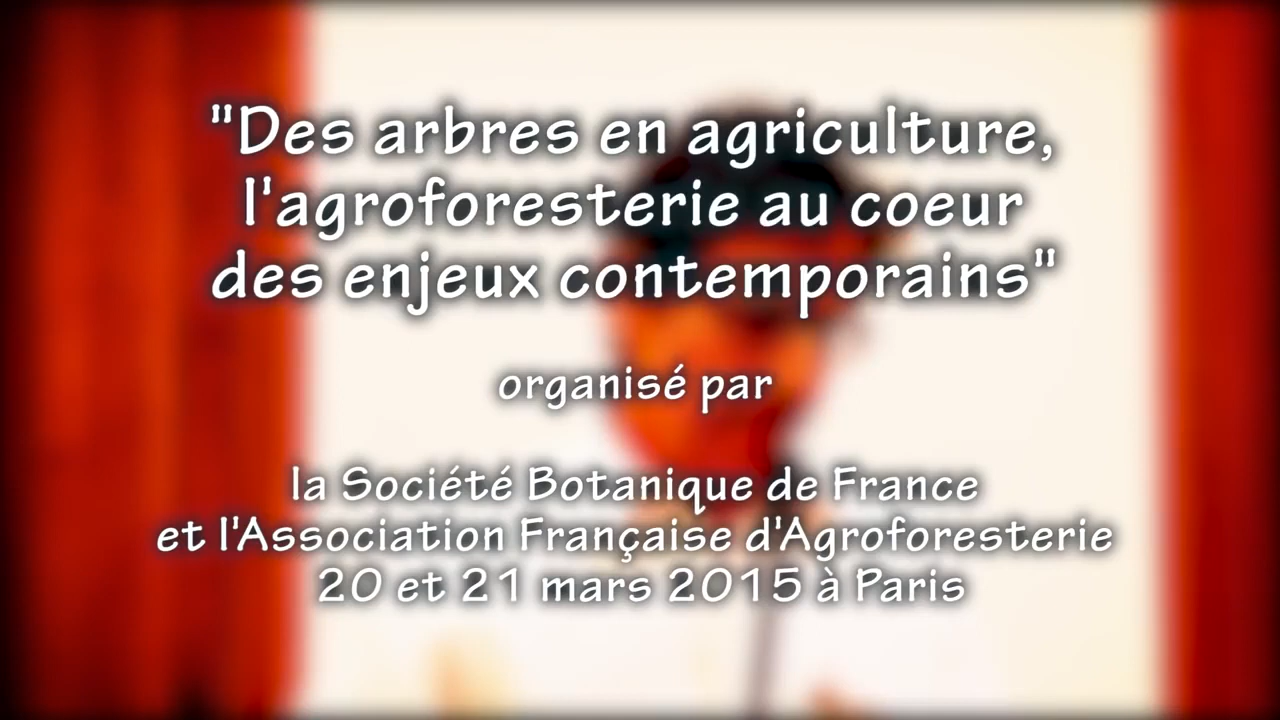 "Des arbres en agriculture,
l'agroforesterie au coeur
des enjeux contemporains"
organisé par
la Société Botanique de France
et l'Association Française d'Agroforesterie
20 et 21 mars 2015 à Paris